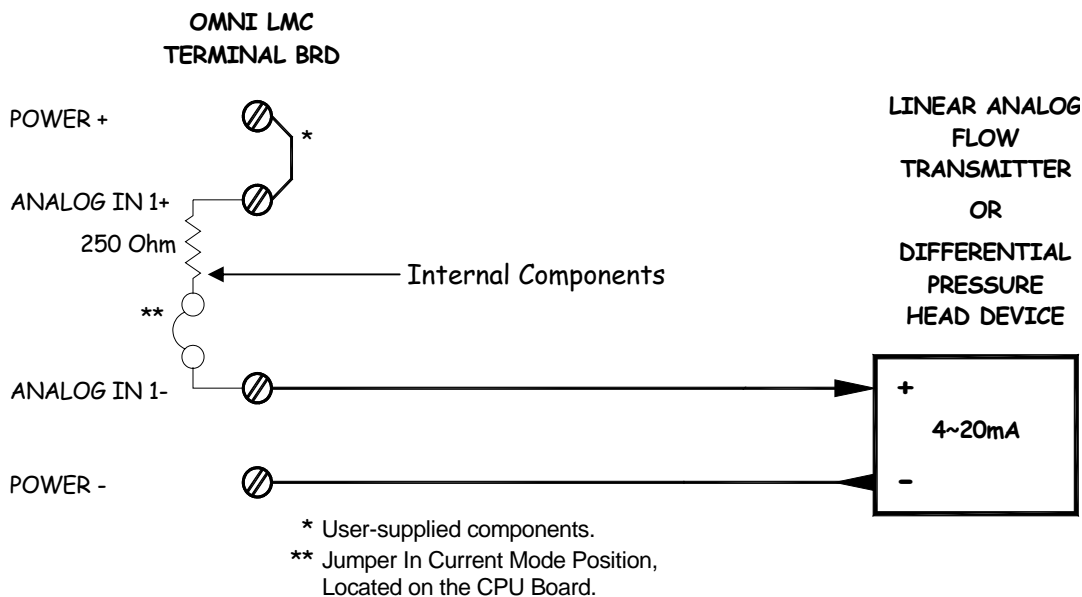 OMNI LMC
TERMINAL BRD
POWER +
*
ANALOG IN 1+
250 Ohm
Internal Components
**
ANALOG IN 1-
POWER -
LINEAR ANALOG
FLOW
TRANSMITTER
OR
DIFFERENTIAL
PRESSURE
HEAD DEVICE
+
4~20mA
-
* User-supplied components.
** Jumper In Current Mode Position,
Located on the CPU Board.